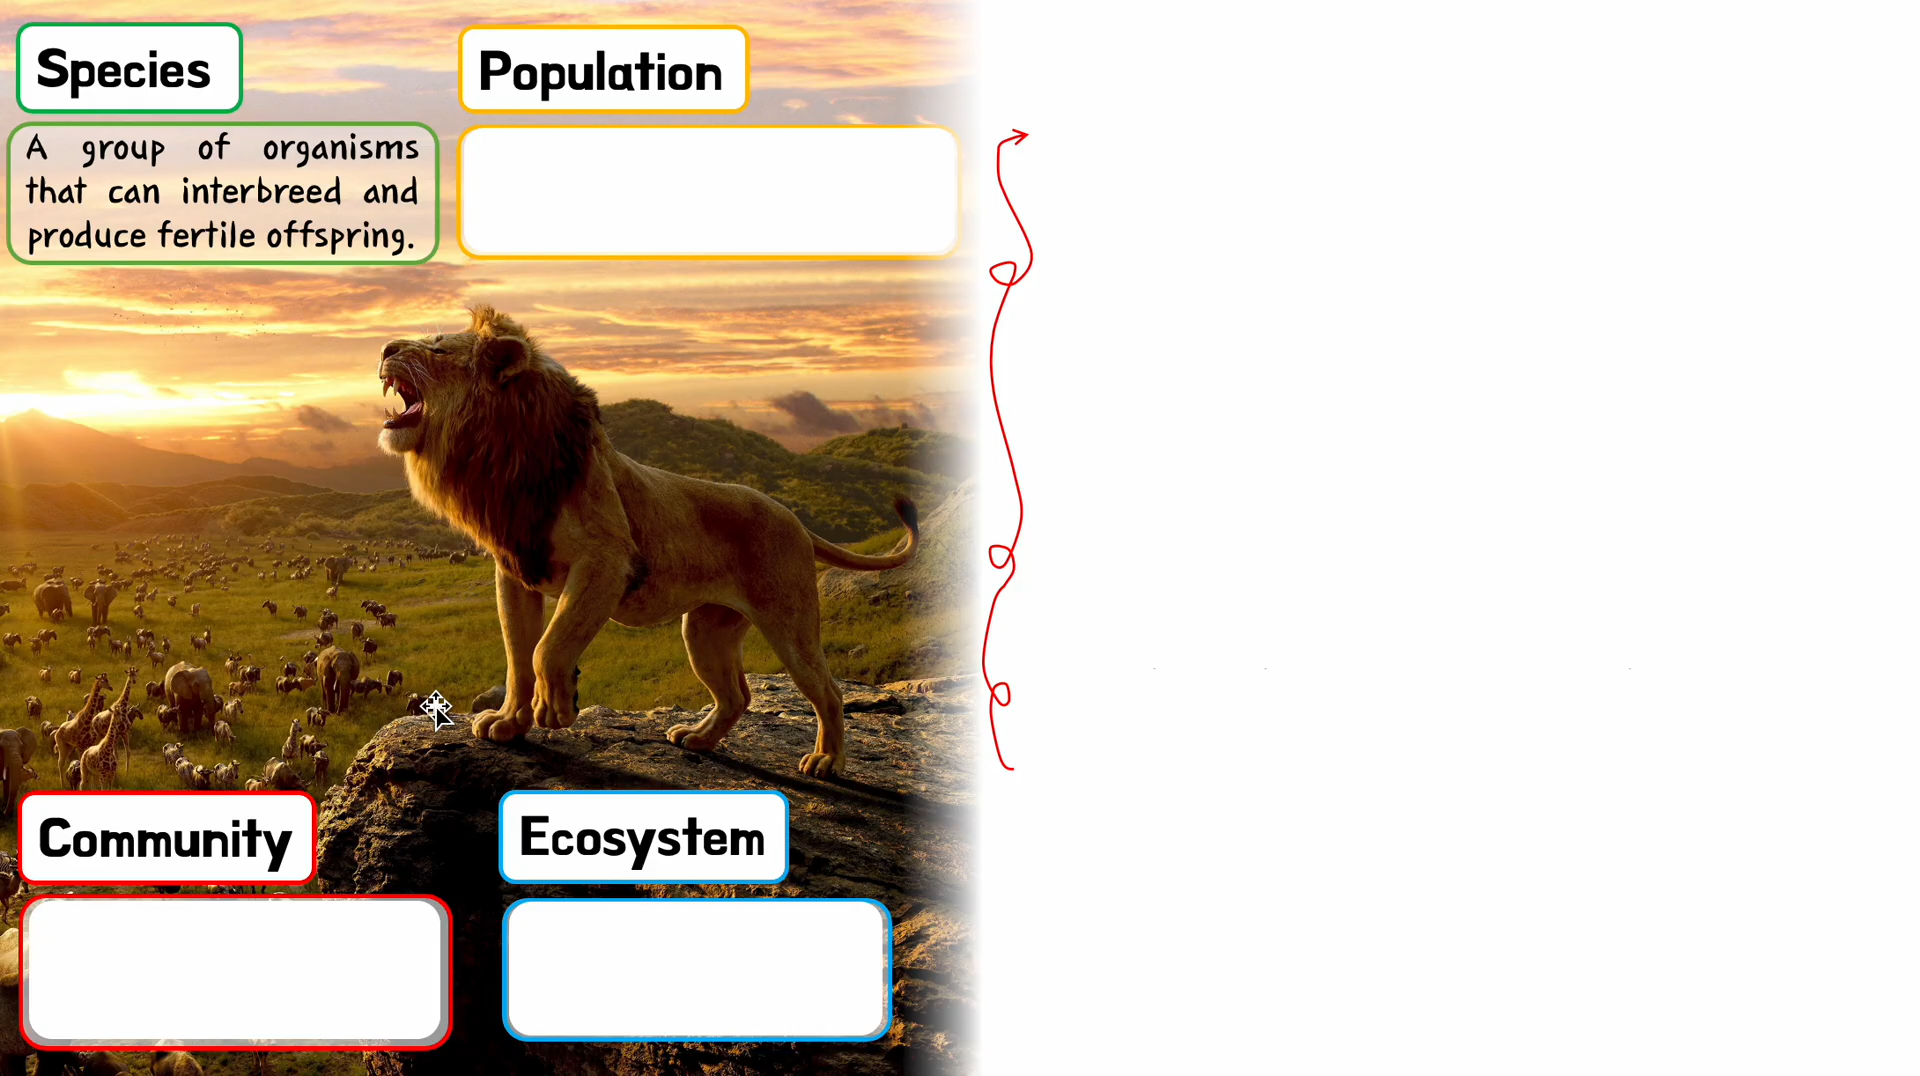 Species
A group of organisms
that can interbreed and
produce fertile offspring.
Population
Community
Ecosystem